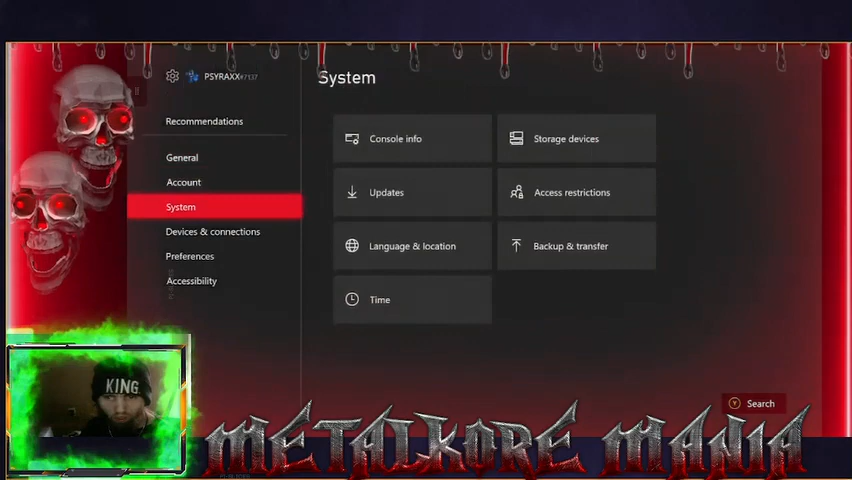 PSYRAXX#7137
System
Recommendations
General
Account
System
Devices & connections
Preferences
Accessibility
Console info
Storage devices
Updates
Access restrictions
Language & location
Backup & transfer
Time
Y Search
KING
METALKORE MANIA